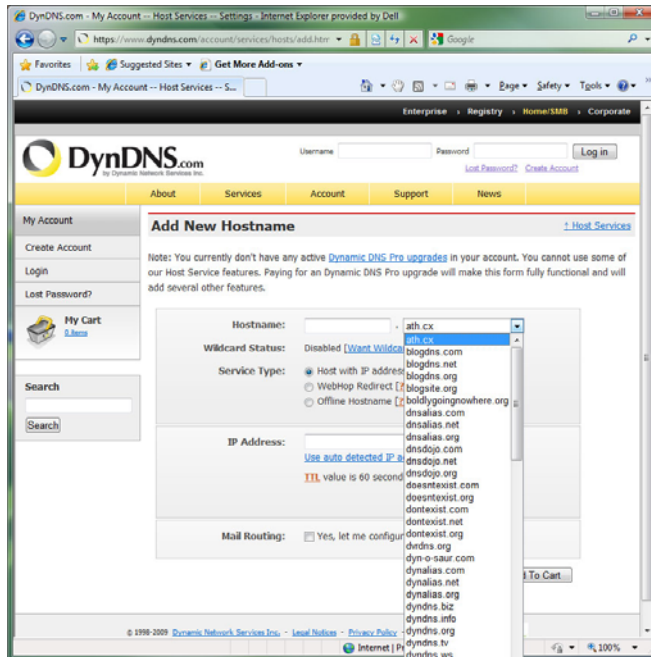 DynDNS.com - My Account -- Host Services -- Settings - Internet Explorer provided by Dell
https://www.dyndns.com/account/services/hosts/add.htm
Google
Favorites
Suggested Sites
Get More Add-ons
DynDNS.com - My Account -- Host Services -- S...
Page
Safety
Tools
Enterprise
Registry
Home/SMB
Corporate
DynDNS.com
by Dynamic Network Services Inc.
Username
Password
Log in
Lost Password?
Create Account
About
Services
Account
Support
News
My Account
Create Account
Login
Lost Password?
My Cart
0 items
Search
Search
Add New Hostname
↑ Host Services
Note: You currently don't have any active Dynamic DNS Pro upgrades in your account. You cannot use some of
our Host Service features. Paying for an Dynamic DNS Pro upgrade will make this form fully functional and will
add several other features.
Hostname:
. ath.cx
Wildcard Status:
Disabled [Want Wildca
Service Type:
Host with IP address
WebHop Redirect [?
Offline Hostname [?
IP Address:
Use auto detected IP a
TTL value is 60 second
Mail Routing:
Yes, let me configur
ath.cx
blogdns.com
blogdns.net
blogdns.org
blogsite.org
boldlygoingnowhere.org
dnsalias.com
dnsalias.net
dnsalias.org
dnsdojo.com
dnsdojo.net
dnsdojo.org
doesntexist.com
doesntexist.org
dontexist.com
dontexist.net
dontexist.org
dvrdns.org
dyn-o-saur.com
dynalias.com
dynalias.net
dynalias.org
dyndns.biz
dyndns.info
dyndns.org
dyndns.tv
dyndns.ws
To Cart
© 1998-2009 Dynamic Network Services Inc. - Legal Notices - Privacy Policy -
Internet | Pr
100%